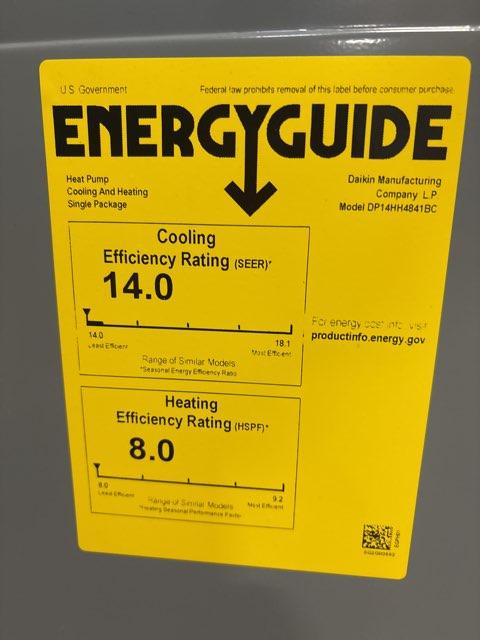 U.S. Government
Federal law prohibits removal of this label before consumer purchase.
ENERGYGUIDE
Heat Pump
Cooling And Heating
Single Package
Daikin Manufacturing
Company L.P.
Model DP14HH4841BC
Cooling
Efficiency Rating (SEER)*
14.0
14.0
18.1
Least Efficient
Most Efficient
Range of Similar Models
*Seasonal Energy Efficiency Ratio
For energy cost info, visit
productinfo.energy.gov
Heating
Efficiency Rating (HSPF)*
8.0
8.0
9.2
Least Efficient
Most Efficient
Range of Similar Models
*Heating Seasonal Performance Factor